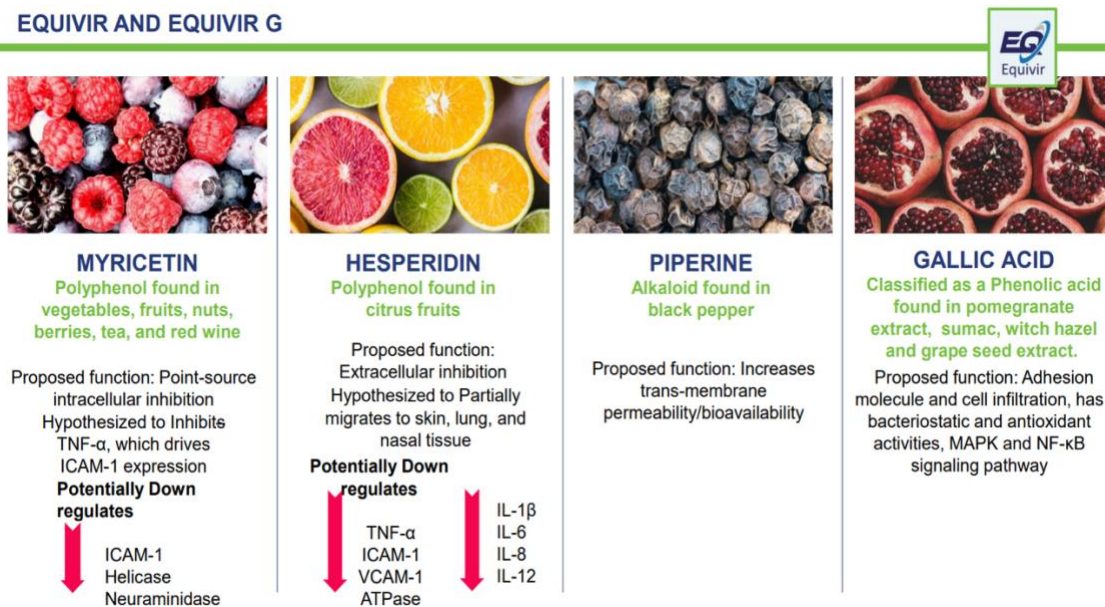 EQUIVIR AND EQUIVIR G
EQ
Equivir
MYRICETIN
Polyphenol found in
vegetables, fruits, nuts,
berries, tea, and red wine
Proposed function: Point-source
intracellular inhibition
Hypothesized to Inhibits
TNF-α, which drives
ICAM-1 expression
Potentially Down
regulates
ICAM-1
Helicase
Neuraminidase
HESPERIDIN
Polyphenol found in
citrus fruits
Proposed function:
Extracellular inhibition
Hypothesized to Partially
migrates to skin, lung, and
nasal tissue
Potentially Down
regulates
TNF-α
ICAM-1
VCAM-1
ATPase
IL-1β
IL-6
IL-8
IL-12
PIPERINE
Alkaloid found in
black pepper
Proposed function: Increases
trans-membrane
permeability/bioavailability
GALLIC ACID
Classified as a Phenolic acid
found in pomegranate
extract, sumac, witch hazel
and grape seed extract.
Proposed function: Adhesion
molecule and cell infiltration, has
bacteriostatic and antioxidant
activities, MAPK and NF-κB
signaling pathway